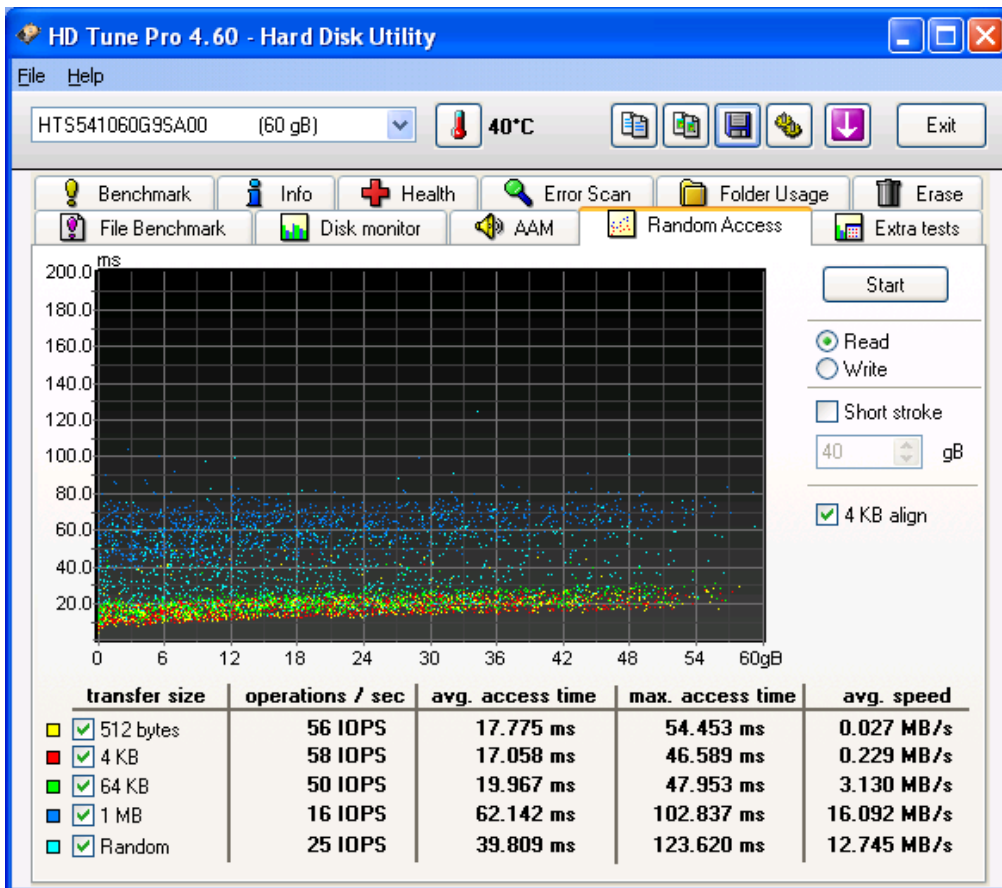 HD Tune Pro 4.60 - Hard Disk Utility
File Help
HTS541060G9SA00 (60 gB) 40°C Exit
Benchmark Info Health Error Scan Folder Usage Erase
File Benchmark Disk monitor AAM Random Access Extra tests
ms
200.0
180.0
160.0
140.0
120.0
100.0
80.0
60.0
40.0
20.0
0 6 12 18 24 30 36 42 48 54 60gB
Start
Read
Write
Short stroke
40 gB
4 KB align
transfer size operations / sec avg. access time max. access time avg. speed
512 bytes 56 IOPS 17.775 ms 54.453 ms 0.027 MB/s
4 KB 58 IOPS 17.058 ms 46.589 ms 0.229 MB/s
64 KB 50 IOPS 19.967 ms 47.953 ms 3.130 MB/s
1 MB 16 IOPS 62.142 ms 102.837 ms 16.092 MB/s
Random 25 IOPS 39.809 ms 123.620 ms 12.745 MB/s